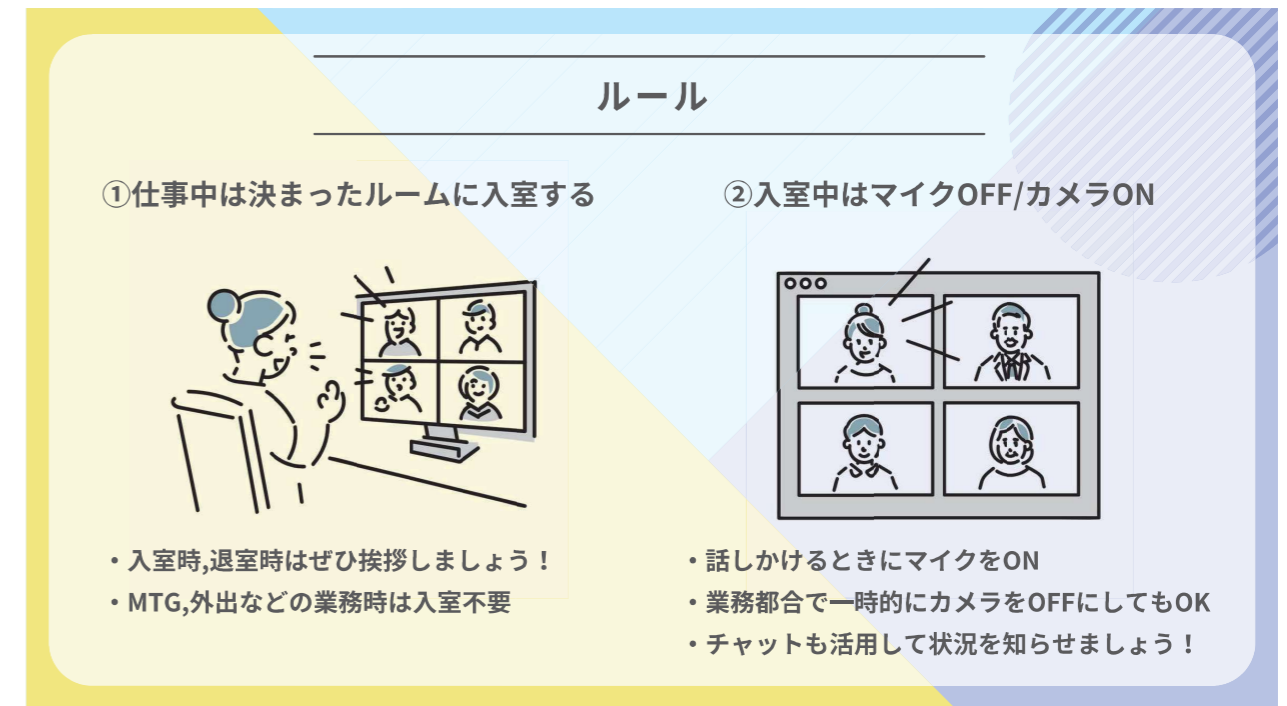 ルール
①仕事中は決まったルームに入室する
・入室時,退室時はぜひ挨拶しましょう！
・MTG,外出などの業務時は入室不要
②入室中はマイクOFF/カメラON
・話しかけるときにマイクをON
・業務都合で一時的にカメラをOFFにしてもOK
・チャットも活用して状況を知らせましょう！